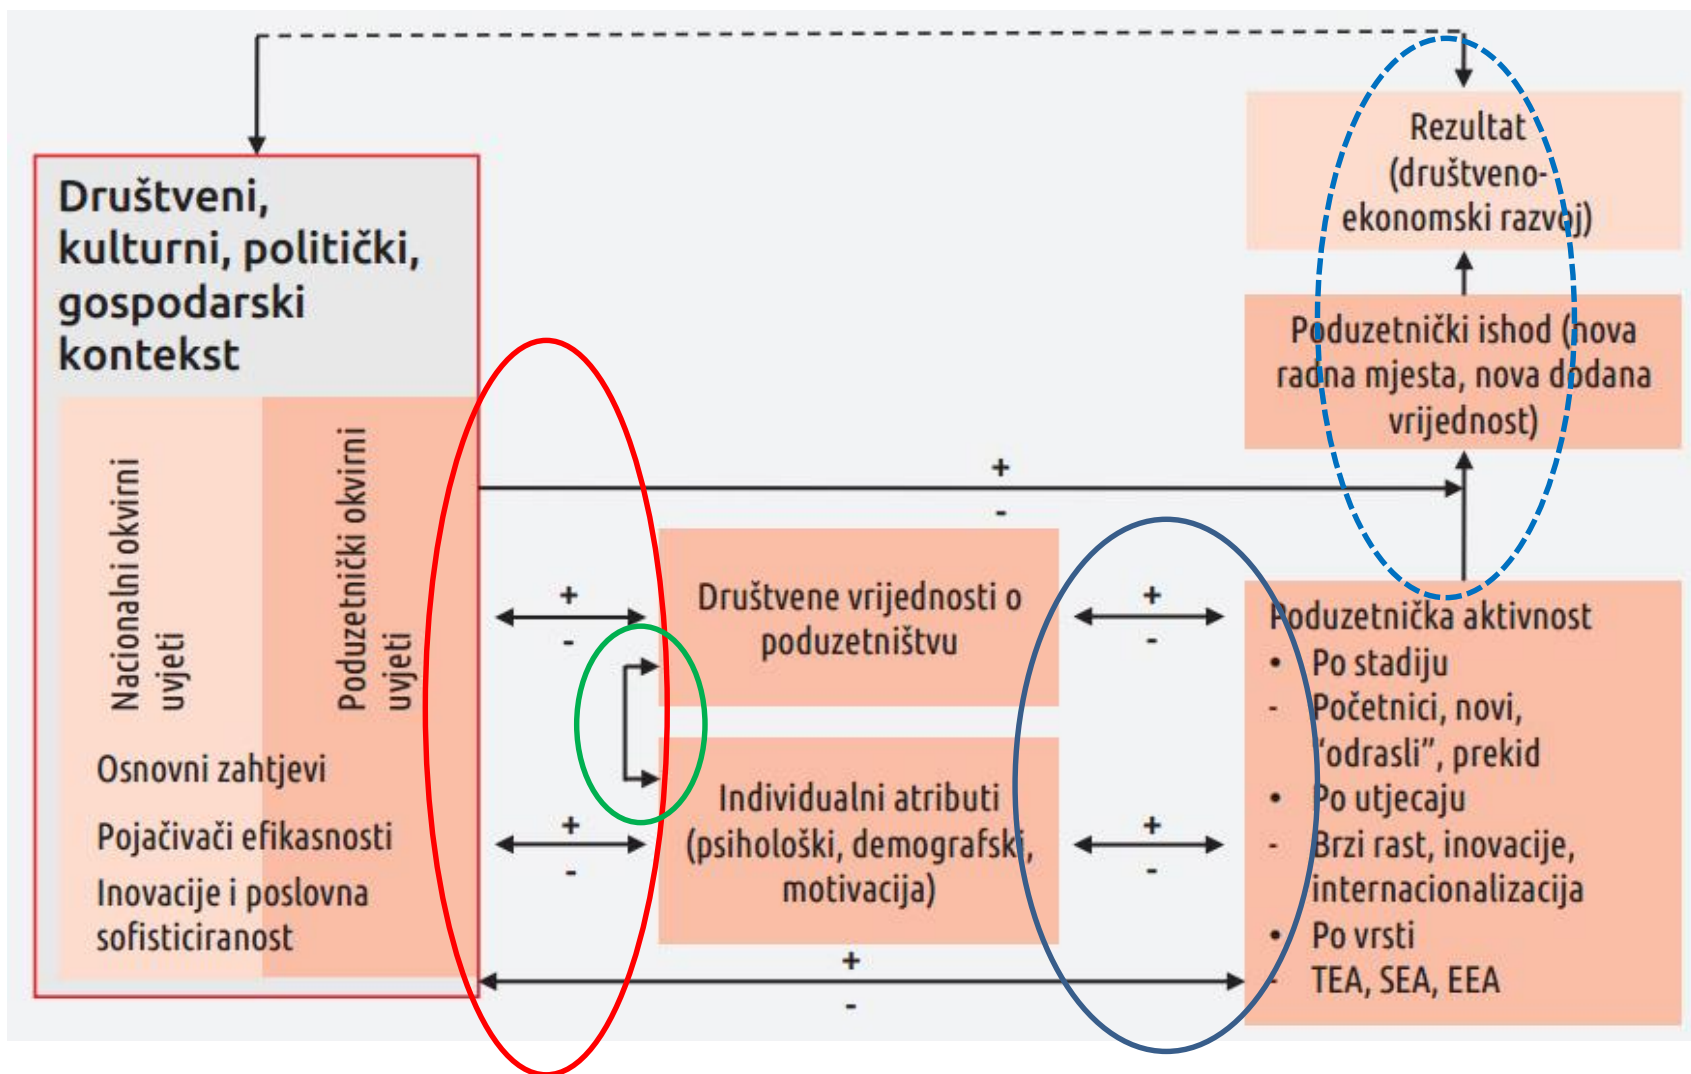 Društveni,
kulturni, politički,
gospodarski
kontekst
Nacionalni okvirni
uvjeti
Poduzetnički okvirni
uvjeti
Osnovni zahtjevi
Pojačivači efikasnosti
Inovacije i poslovna
sofisticiranost
+
-
+
-
Društvene vrijednosti o
poduzetništvu
+
-
+
-
Individualni atributi
(psihološki, demografski,
motivacija)
+
-
+
-
Rezultat
(društveno-
ekonomski razvoj)
Poduzetnički ishod (nova
radna mjesta, nova dodana
vrijednost)
Poduzetnička aktivnost
• Po stadiju
- Početnici, novi,
“odrasli”, prekid
• Po utjecaju
- Brzi rast, inovacije,
internacionalizacija
• Po vrsti
- TEA, SEA, EEA